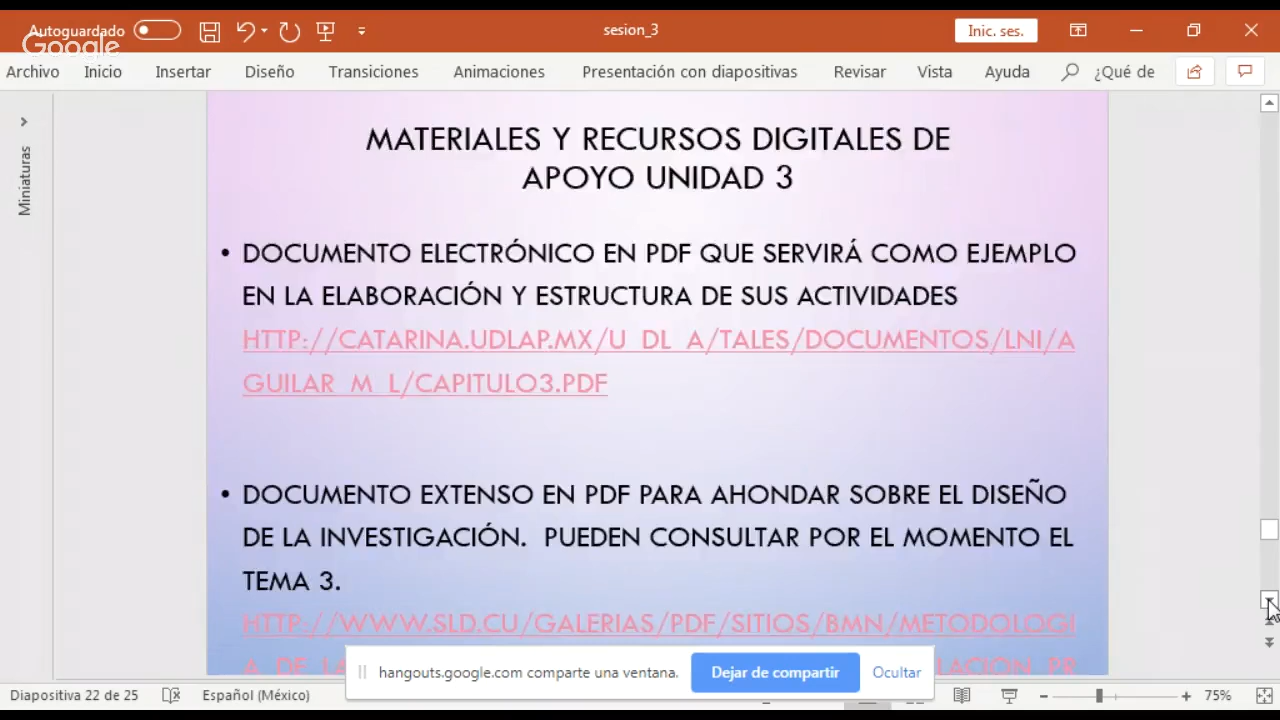 Autoguardado
sesion_3
Inic. ses.
Google
Archivo Inicio Insertar Diseño Transiciones Animaciones Presentación con diapositivas Revisar Vista Ayuda ¿Qué de
Miniaturas
MATERIALES Y RECURSOS DIGITALES DE
APOYO UNIDAD 3
• DOCUMENTO ELECTRÓNICO EN PDF QUE SERVIRÁ COMO EJEMPLO
EN LA ELABORACIÓN Y ESTRUCTURA DE SUS ACTIVIDADES
HTTP://CATARINA.UDLAP.MX/U_DL_A/TALES/DOCUMENTOS/LNI/A
GUILAR_M_L/CAPITULO3.PDF
• DOCUMENTO EXTENSO EN PDF PARA AHONDAR SOBRE EL DISEÑO
DE LA INVESTIGACIÓN. PUEDEN CONSULTAR POR EL MOMENTO EL
TEMA 3.
HTTP://WWW.SLD.CU/GALERIAS/PDF/SITIOS/BMN/METODOLOGI
A_DE_LA
hangouts.google.com comparte una ventana. Dejar de compartir Ocultar
Diapositiva 22 de 25 Español (México) 75%